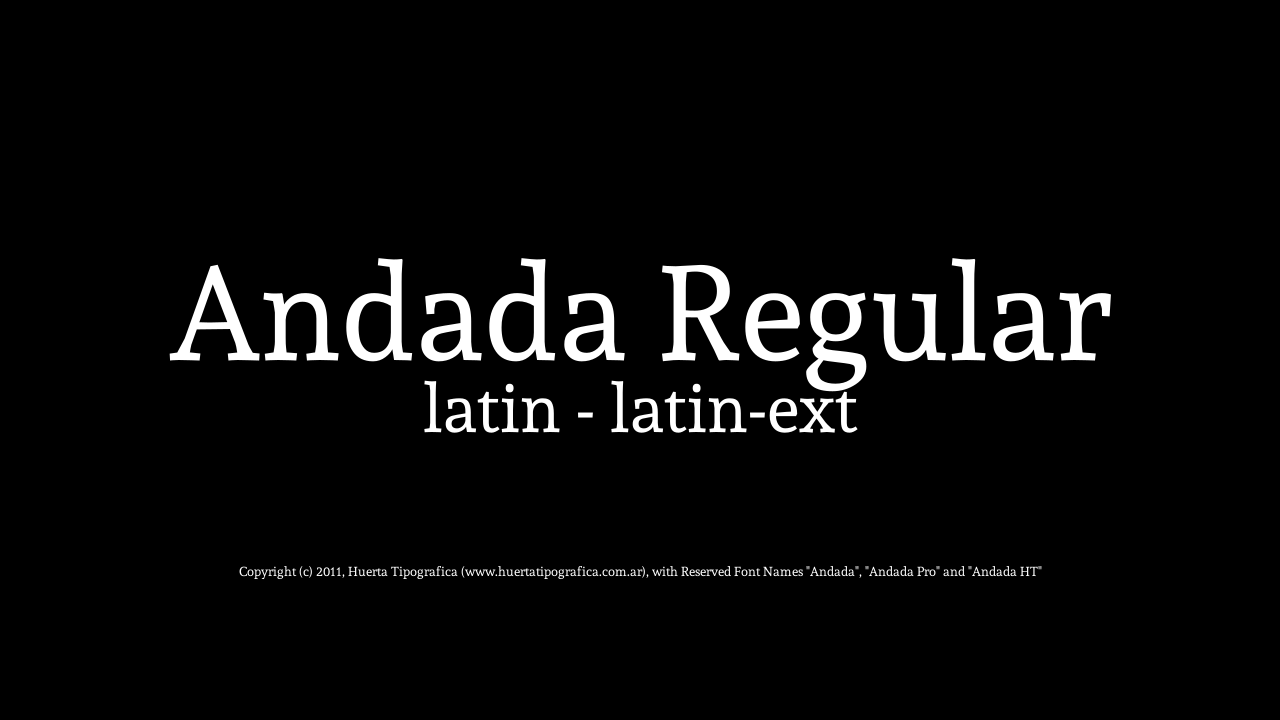 Andada Regular
latin - latin-ext
Copyright (c) 2011, Huerta Tipografica (www.huertatipografica.com.ar), with Reserved Font Names "Andada", "Andada Pro" and "Andada HT"